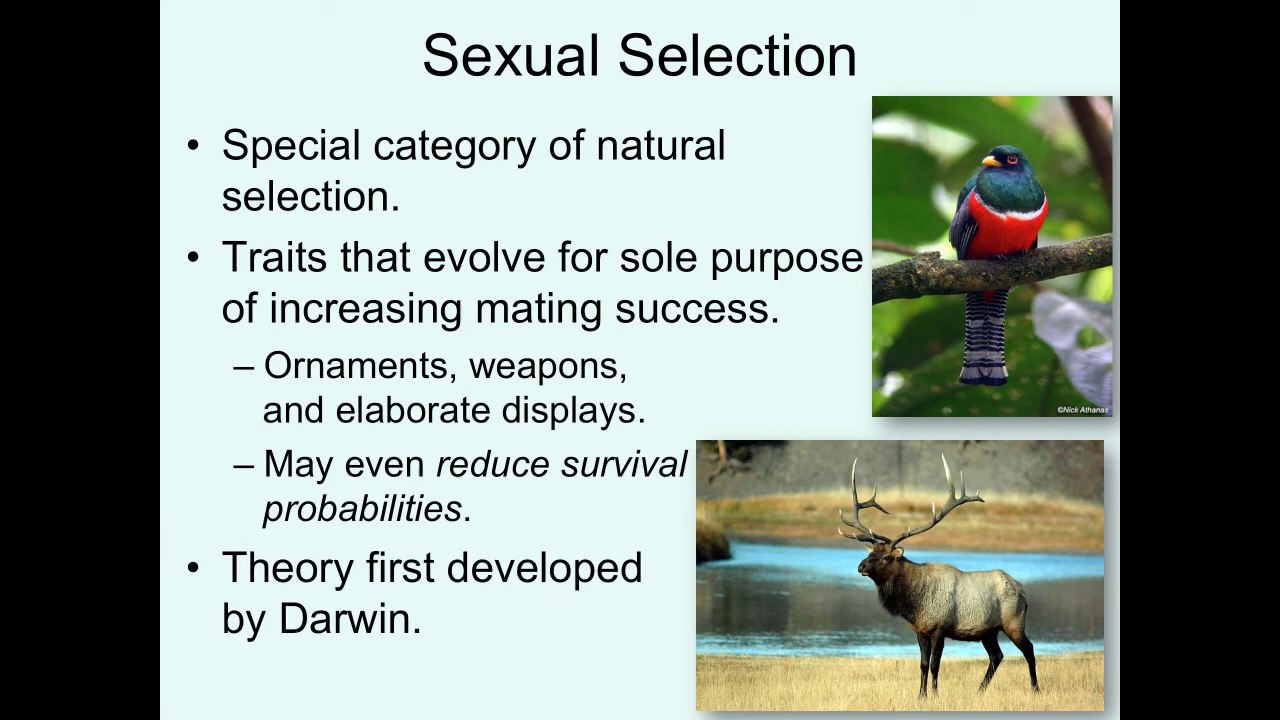 Sexual Selection
• Special category of natural
selection.
• Traits that evolve for sole purpose
of increasing mating success.
– Ornaments, weapons,
and elaborate displays.
– May even reduce survival
probabilities.
• Theory first developed
by Darwin.
©Nick Athanas